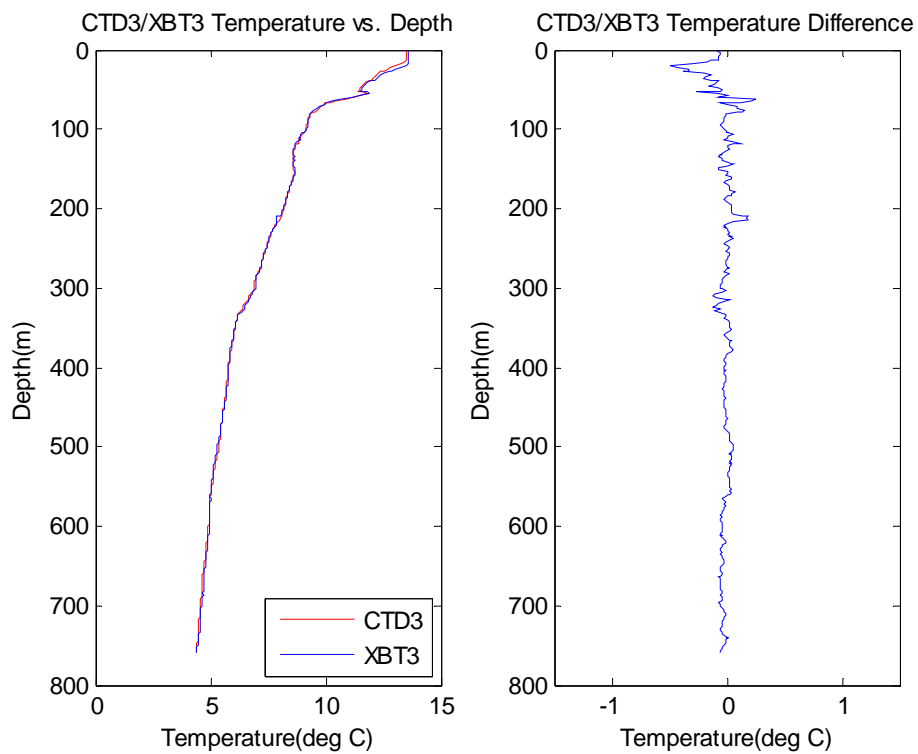 CTD3/XBT3 Temperature vs. Depth
0
100
200
300
400
500
600
700
800
Depth(m)
0 5 10 15
Temperature(deg C)
CTD3
XBT3
CTD3/XBT3 Temperature Difference
0
100
200
300
400
500
600
700
800
Depth(m)
-1 0 1
Temperature(deg C)